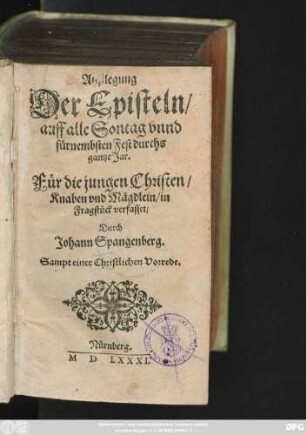 Außlegung
Der Episteln/
auff alle Sontag vnnd
fürnembsten Fest durchs
gantze Jar.
Für die jungen Christen/
Knaben vnd Mägdlein/ in
Fragstück verfasset/
Durch
Johann Spangenberg.
Sampt einer Christlichen Vorrede.
Nürnberg.
M D LXXXI.